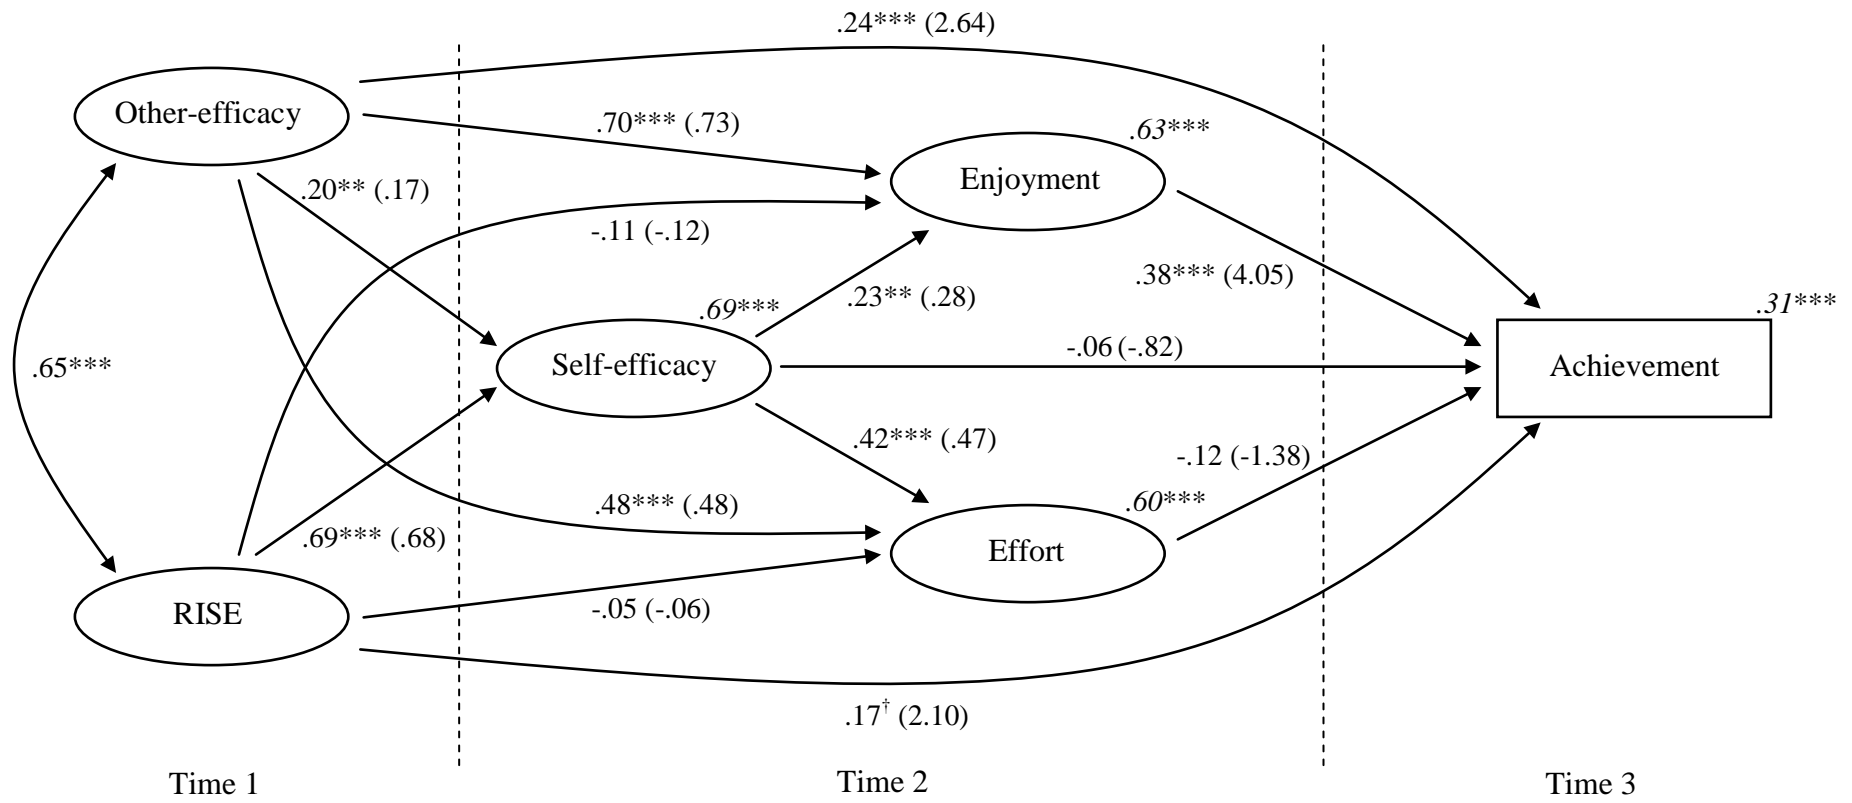 .24*** (2.64)
Other-efficacy
.70*** (.73)
.63***
Enjoyment
.20** (.17)
-.11 (-.12)
.38*** (4.05)
.23** (.28)
.69***
.31***
.65***
Self-efficacy
-.06 (-.82)
Achievement
.42*** (.47)
-.12 (-1.38)
.48*** (.48)
.60***
.69*** (.68)
Effort
RISE
-.05 (-.06)
.17† (2.10)
Time 1
Time 2
Time 3